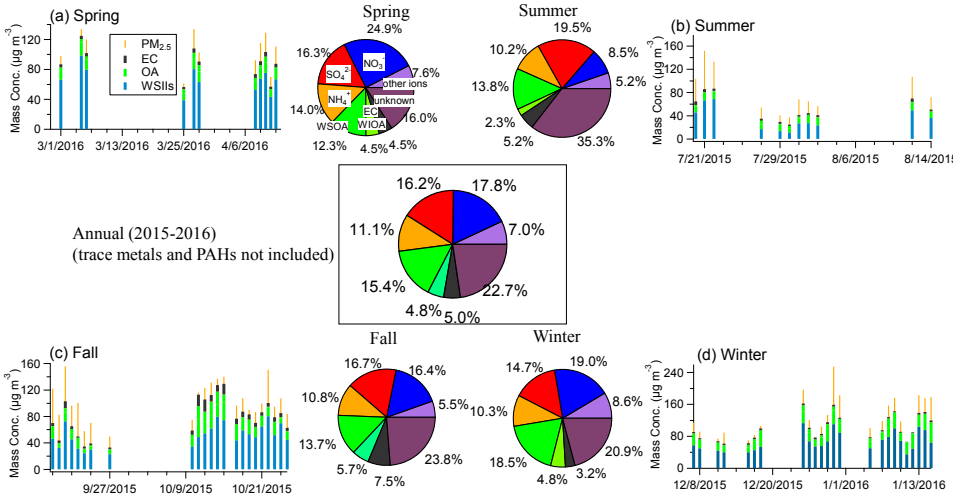 (a) Spring
Mass Conc. (µg m⁻³)
120
80
40
0
PM2.5
EC
OA
WSIIs
3/1/2016
3/13/2016
3/25/2016
4/6/2016
Spring
24.9%
16.3%
7.6%
14.0%
16.0%
12.3%
4.5%
4.5%
NO₃⁻
SO₄²⁻
NH₄⁺
other ions
unknown
EC
WIOA
WSOA
Summer
19.5%
10.2%
8.5%
13.8%
5.2%
2.3%
5.2%
35.3%
(b) Summer
Mass Conc. (µg m⁻³)
160
120
80
40
0
7/21/2015
7/29/2015
8/6/2015
8/14/2015
Annual (2015-2016)
(trace metals and PAHs not included)
16.2%
17.8%
11.1%
7.0%
15.4%
22.7%
4.8%
5.0%
(c) Fall
Mass Conc. (µg m⁻³)
160
120
80
40
0
9/27/2015
10/9/2015
10/21/2015
Fall
16.7%
16.4%
10.8%
5.5%
13.7%
23.8%
5.7%
7.5%
Winter
14.7%
19.0%
10.3%
8.6%
18.5%
20.9%
4.8%
3.2%
(d) Winter
Mass Conc. (µg m⁻³)
240
160
80
0
12/8/2015
12/20/2015
1/1/2016
1/13/2016